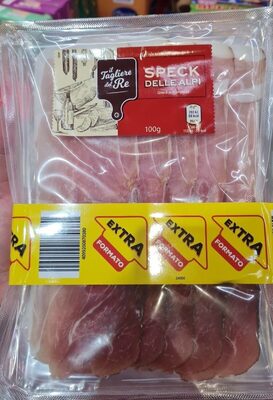 il
Tagliere
del Re
SPECK
DELLE ALPI
100g
EXTRA
FORMATO
EXTRA
FORMATO
EXTRA
FORMATO